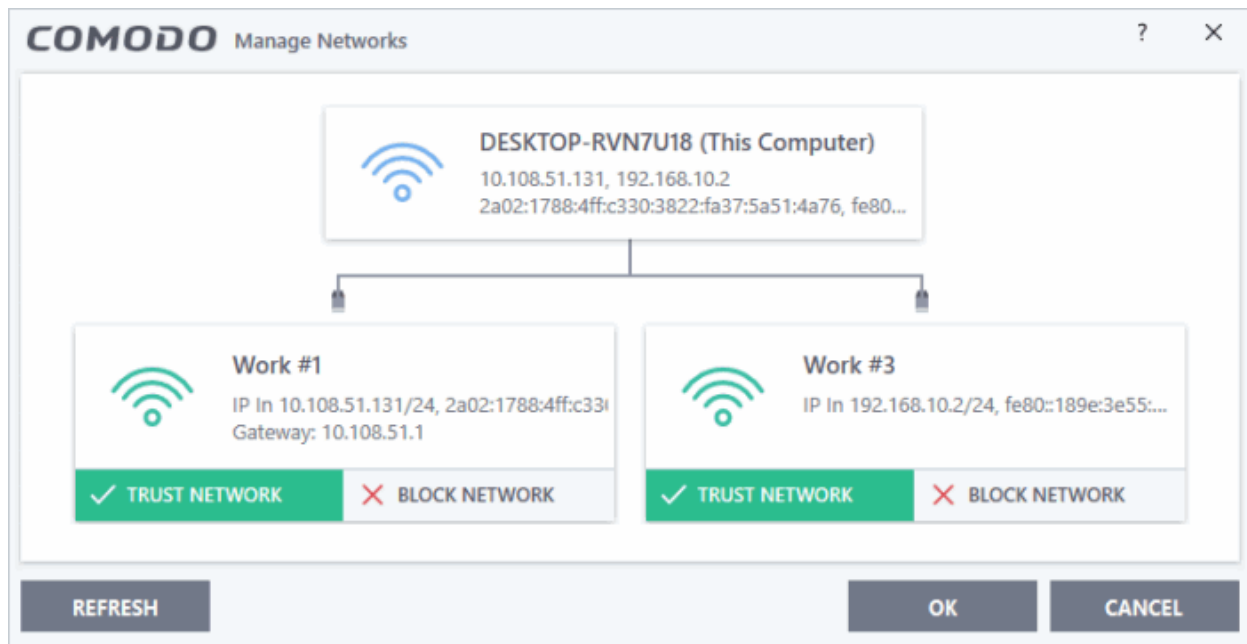 COMODO Manage Networks
?
DESKTOP-RVN7U18 (This Computer)
10.108.51.131, 192.168.10.2
2a02:1788:4ff:c330:3822:fa37:5a51:4a76, fe80...
Work #1
IP In 10.108.51.131/24, 2a02:1788:4ff:c33
Gateway: 10.108.51.1
TRUST NETWORK
BLOCK NETWORK
Work #3
IP In 192.168.10.2/24, fe80::189e:3e55:...
TRUST NETWORK
BLOCK NETWORK
REFRESH
OK
CANCEL